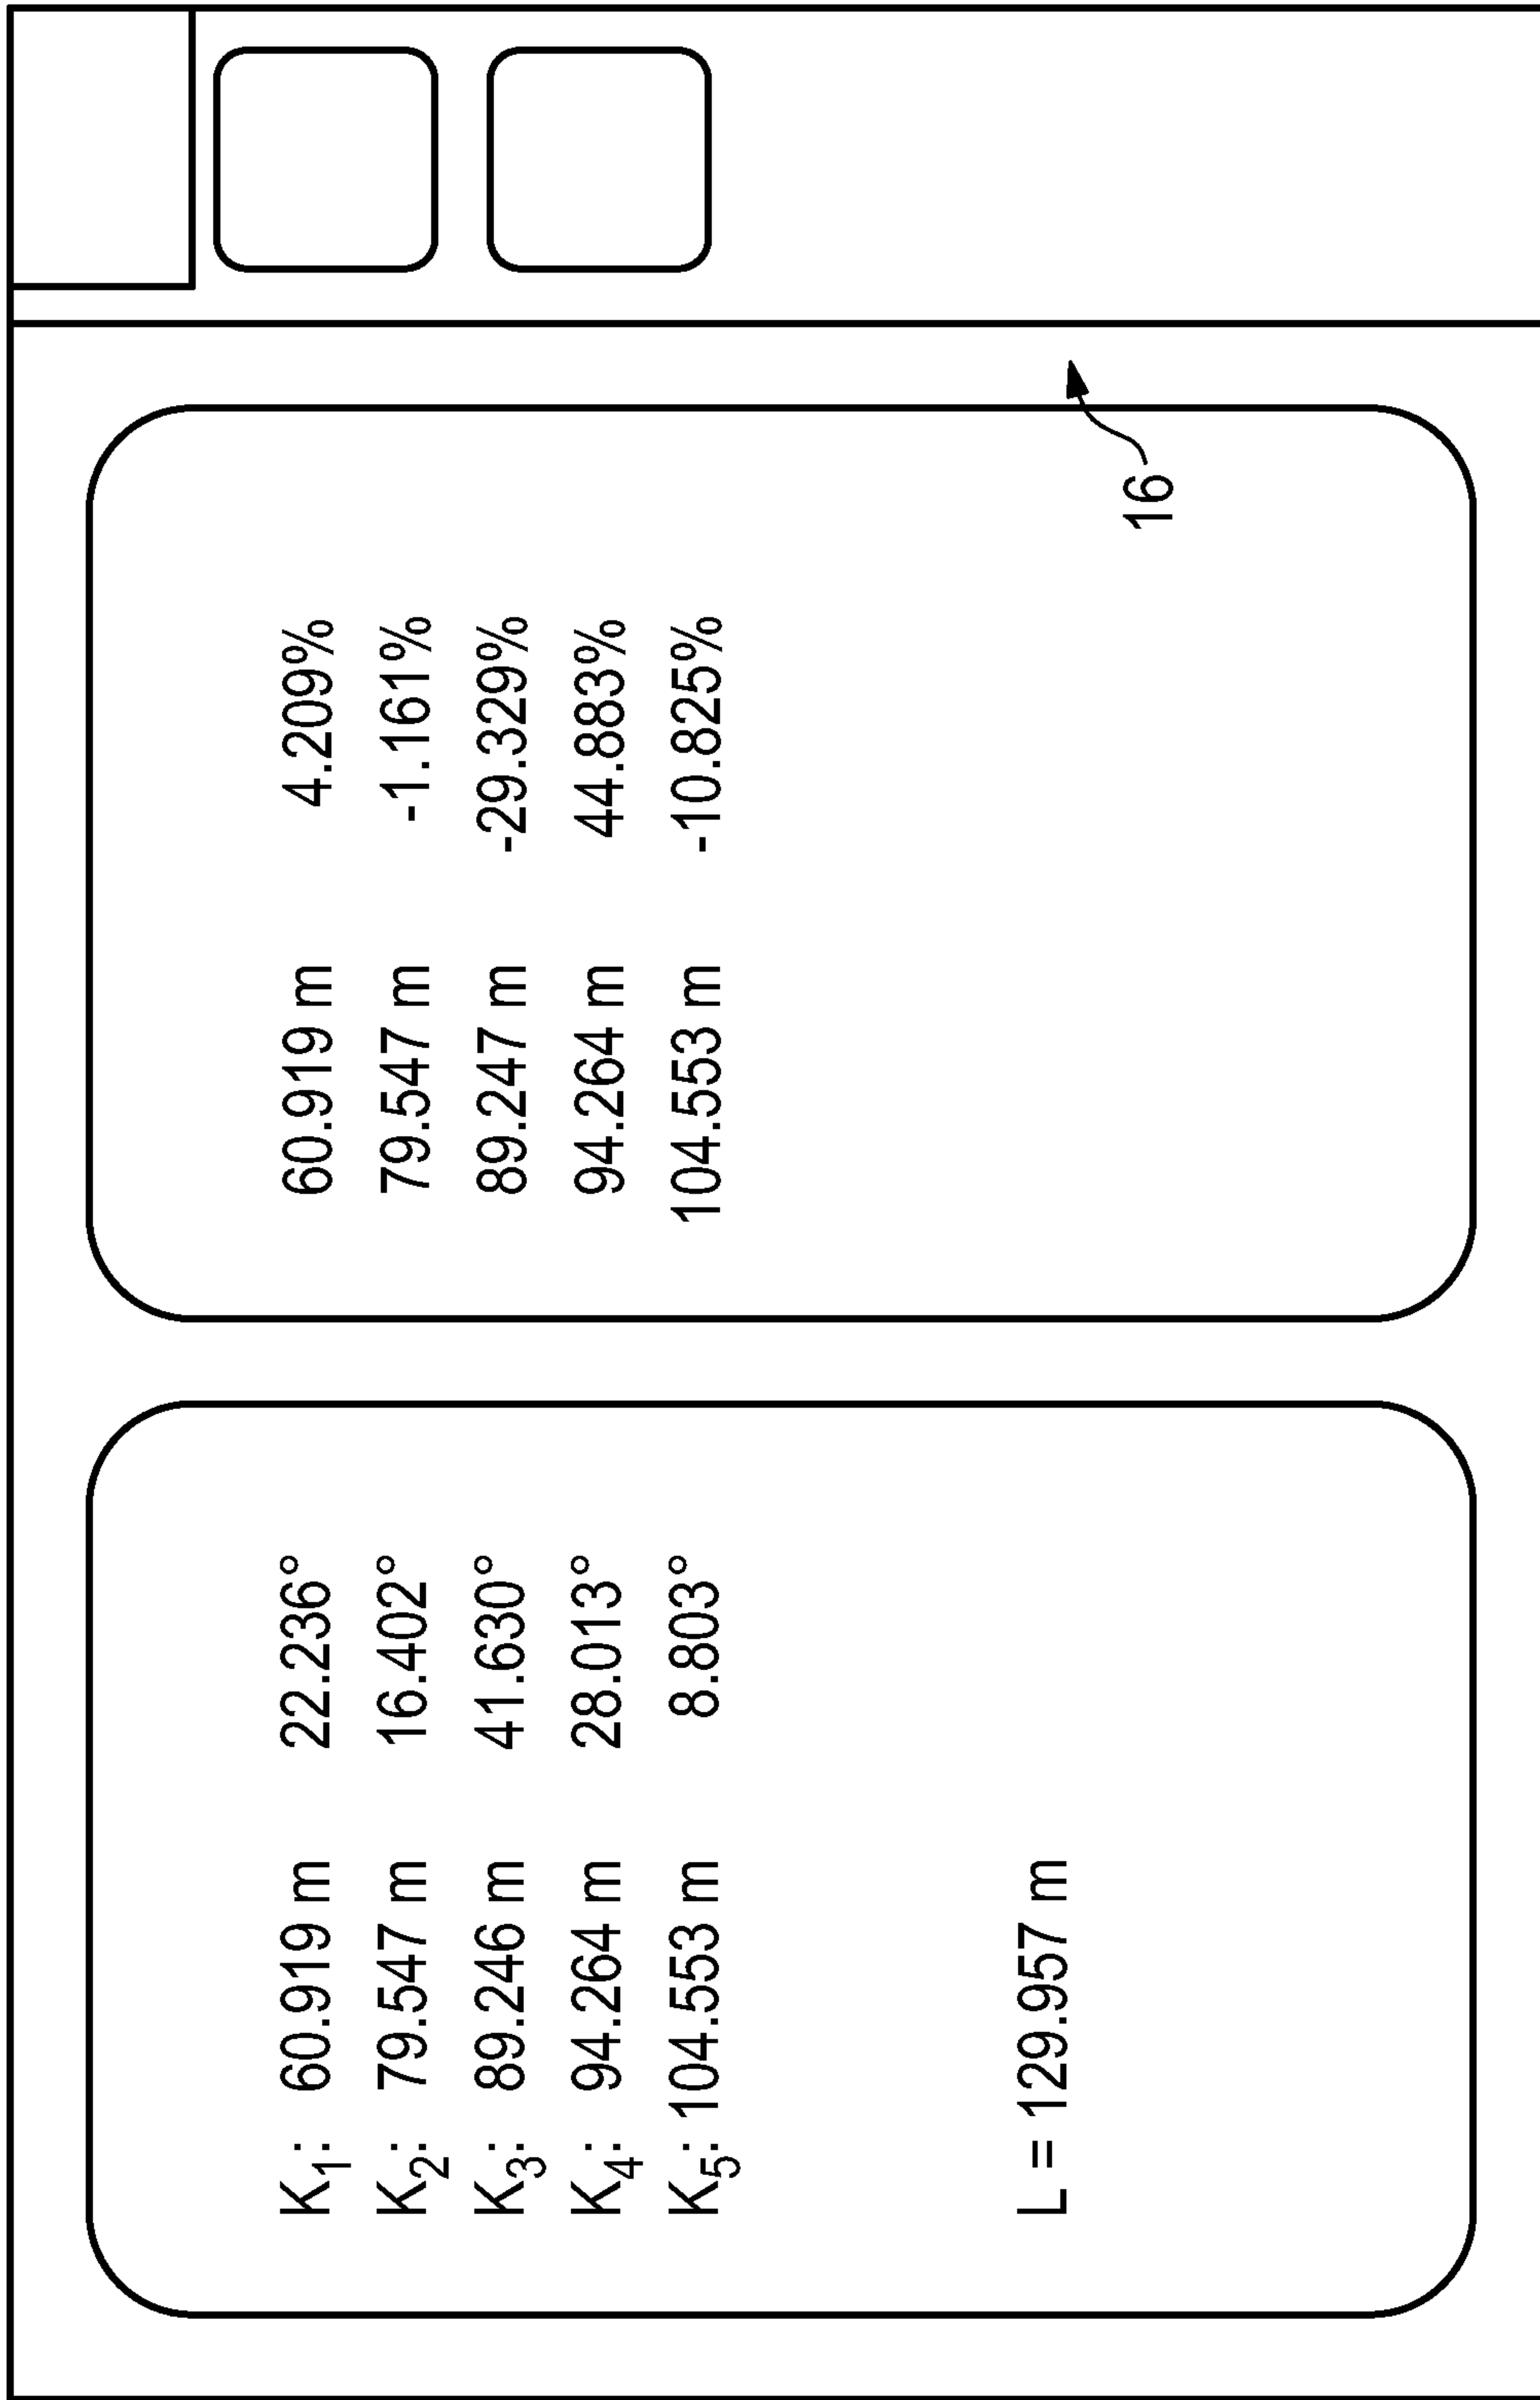 K1: 60.919 m 22.236°
K2: 79.547 m 16.402°
K3: 89.246 m 41.630°
K4: 94.264 m 28.013°
K5: 104.553 m 8.803°
L = 129.957 m
60.919 m 4.209%
79.547 m -1.161%
89.247 m -29.329%
94.264 m 44.883%
104.553 m -10.825%
16